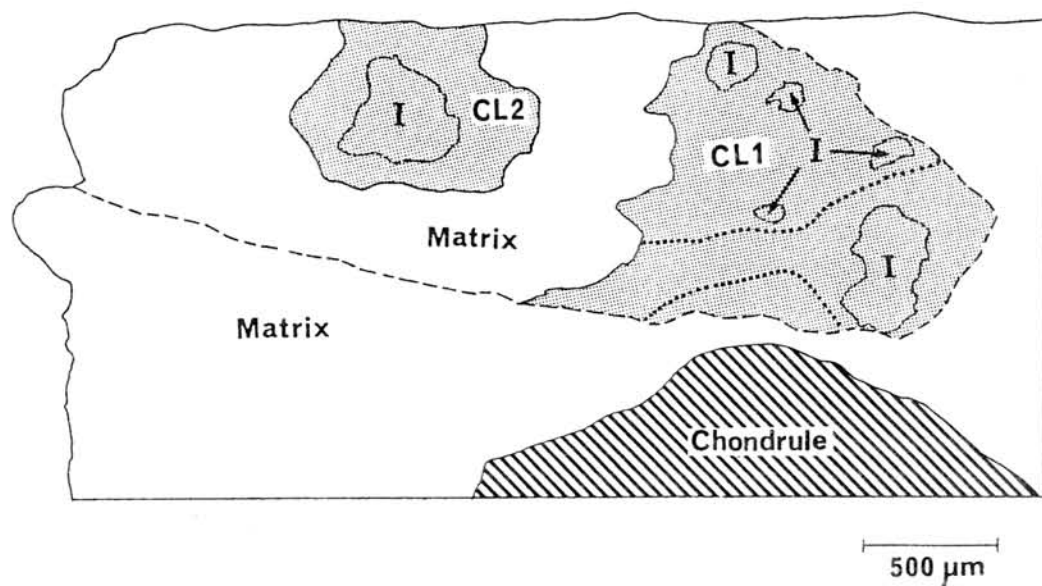 I
I
CL2
CL1
I
Matrix
I
Matrix
Chondrule
500 µm